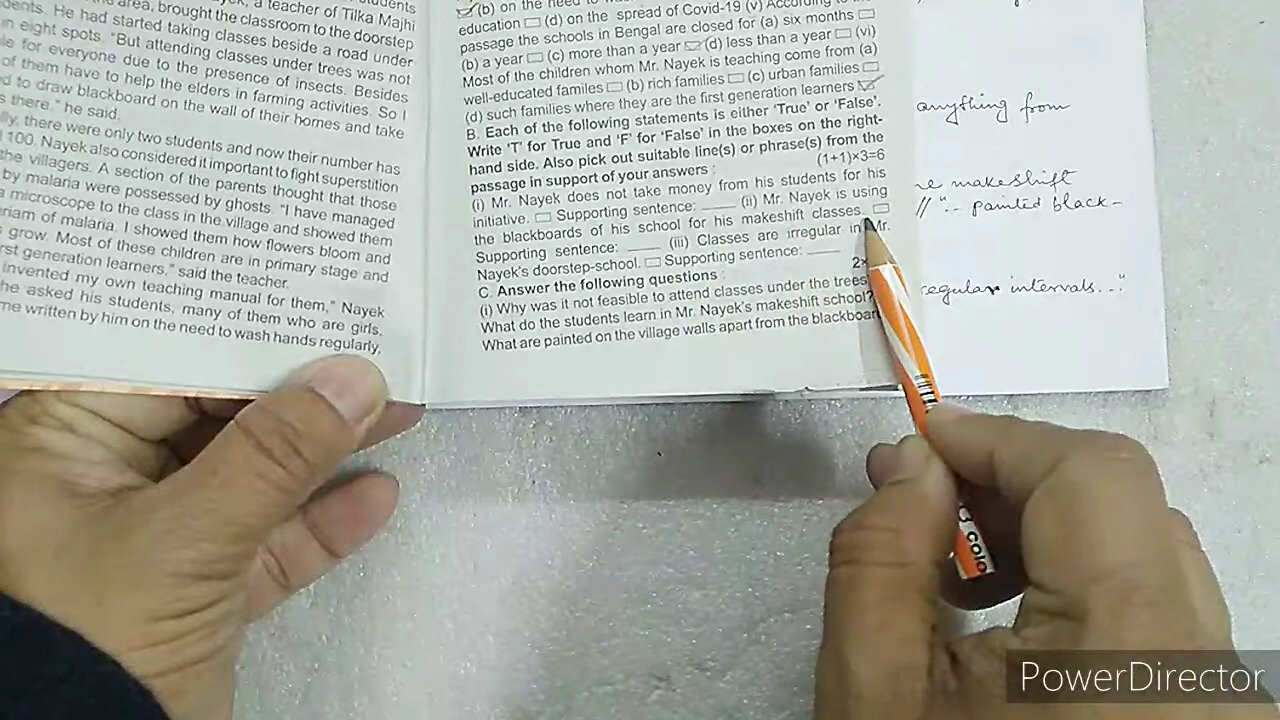 a teacher of Tilka Majhi
area, brought the classroom to the doorstep
dents. He had started taking classes beside a road under
in eight spots. "But attending classes under trees was not
le for everyone due to the presence of insects. Besides
of them have to help the elders in farming activities. So I
d to draw blackboard on the wall of their homes and take
s there." he said.
lly, there were only two students and now their number has
100. Nayek also considered it important to fight superstition
the villagers. A section of the parents thought that those
by malaria were possessed by ghosts. "I have managed
a microscope to the class in the village and showed them
riam of malaria. I showed them how flowers bloom and
grow. Most of these children are in primary stage and
rst generation learners," said the teacher.
invented my own teaching manual for them," Nayek
he asked his students, many of them who are girls,
me written by him on the need to wash hands regularly,
(b) on the need to
education (d) on the spread of Covid-19 (v) According to
passage the schools in Bengal are closed for (a) six months
(b) a year (c) more than a year (d) less than a year (vi)
Most of the children whom Mr. Nayek is teaching come from (a)
well-educated familes (b) rich families (c) urban families
(d) such families where they are the first generation learners
B. Each of the following statements is either 'True' or 'False'.
Write 'T' for True and 'F' for 'False' in the boxes on the right-
hand side. Also pick out suitable line(s) or phrase(s) from the
passage in support of your answers : (1+1)×3=6
(i) Mr. Nayek does not take money from his students for his
initiative. Supporting sentence: ____ (ii) Mr. Nayek is using
the blackboards of his school for his makeshift classes.
Supporting sentence: ____ (iii) Classes are irregular in Mr.
Nayek's doorstep-school. Supporting sentence: ____
C. Answer the following questions : 2×
(i) Why was it not feasible to attend classes under the trees
What do the students learn in Mr. Nayek's makeshift school?
What are painted on the village walls apart from the blackboar
anything from
makeshift
// ".. painted black-
regular intervals..."
colo
PowerDirector